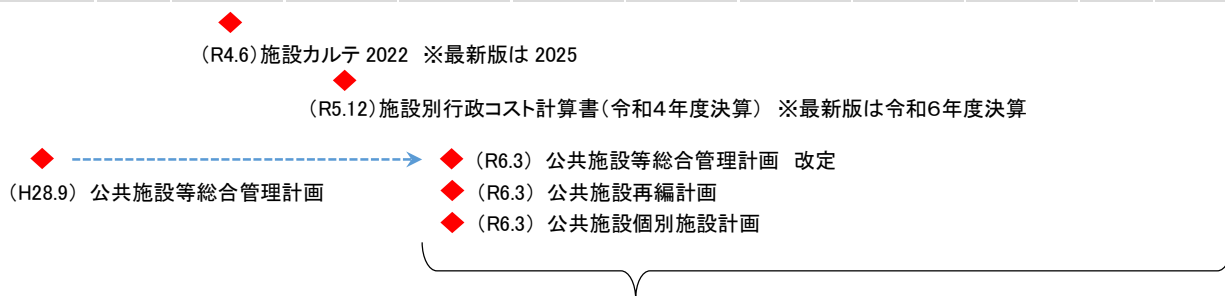 (R4.6)施設カルテ 2022 ※最新版は 2025
(R5.12)施設別行政コスト計算書(令和４年度決算) ※最新版は令和６年度決算
(R6.3) 公共施設等総合管理計画 改定
(H28.9) 公共施設等総合管理計画
(R6.3) 公共施設再編計画
(R6.3) 公共施設個別施設計画